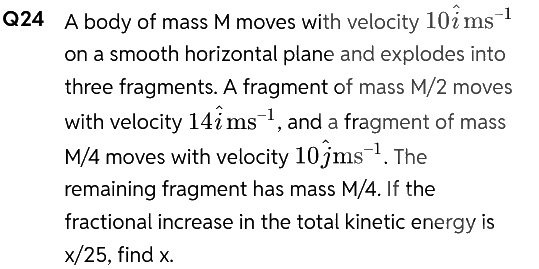 Q24 A body of mass M moves with velocity 10î ms⁻¹
on a smooth horizontal plane and explodes into
three fragments. A fragment of mass M/2 moves
with velocity 14î ms⁻¹, and a fragment of mass
M/4 moves with velocity 10ĵms⁻¹. The
remaining fragment has mass M/4. If the
fractional increase in the total kinetic energy is
x/25, find x.